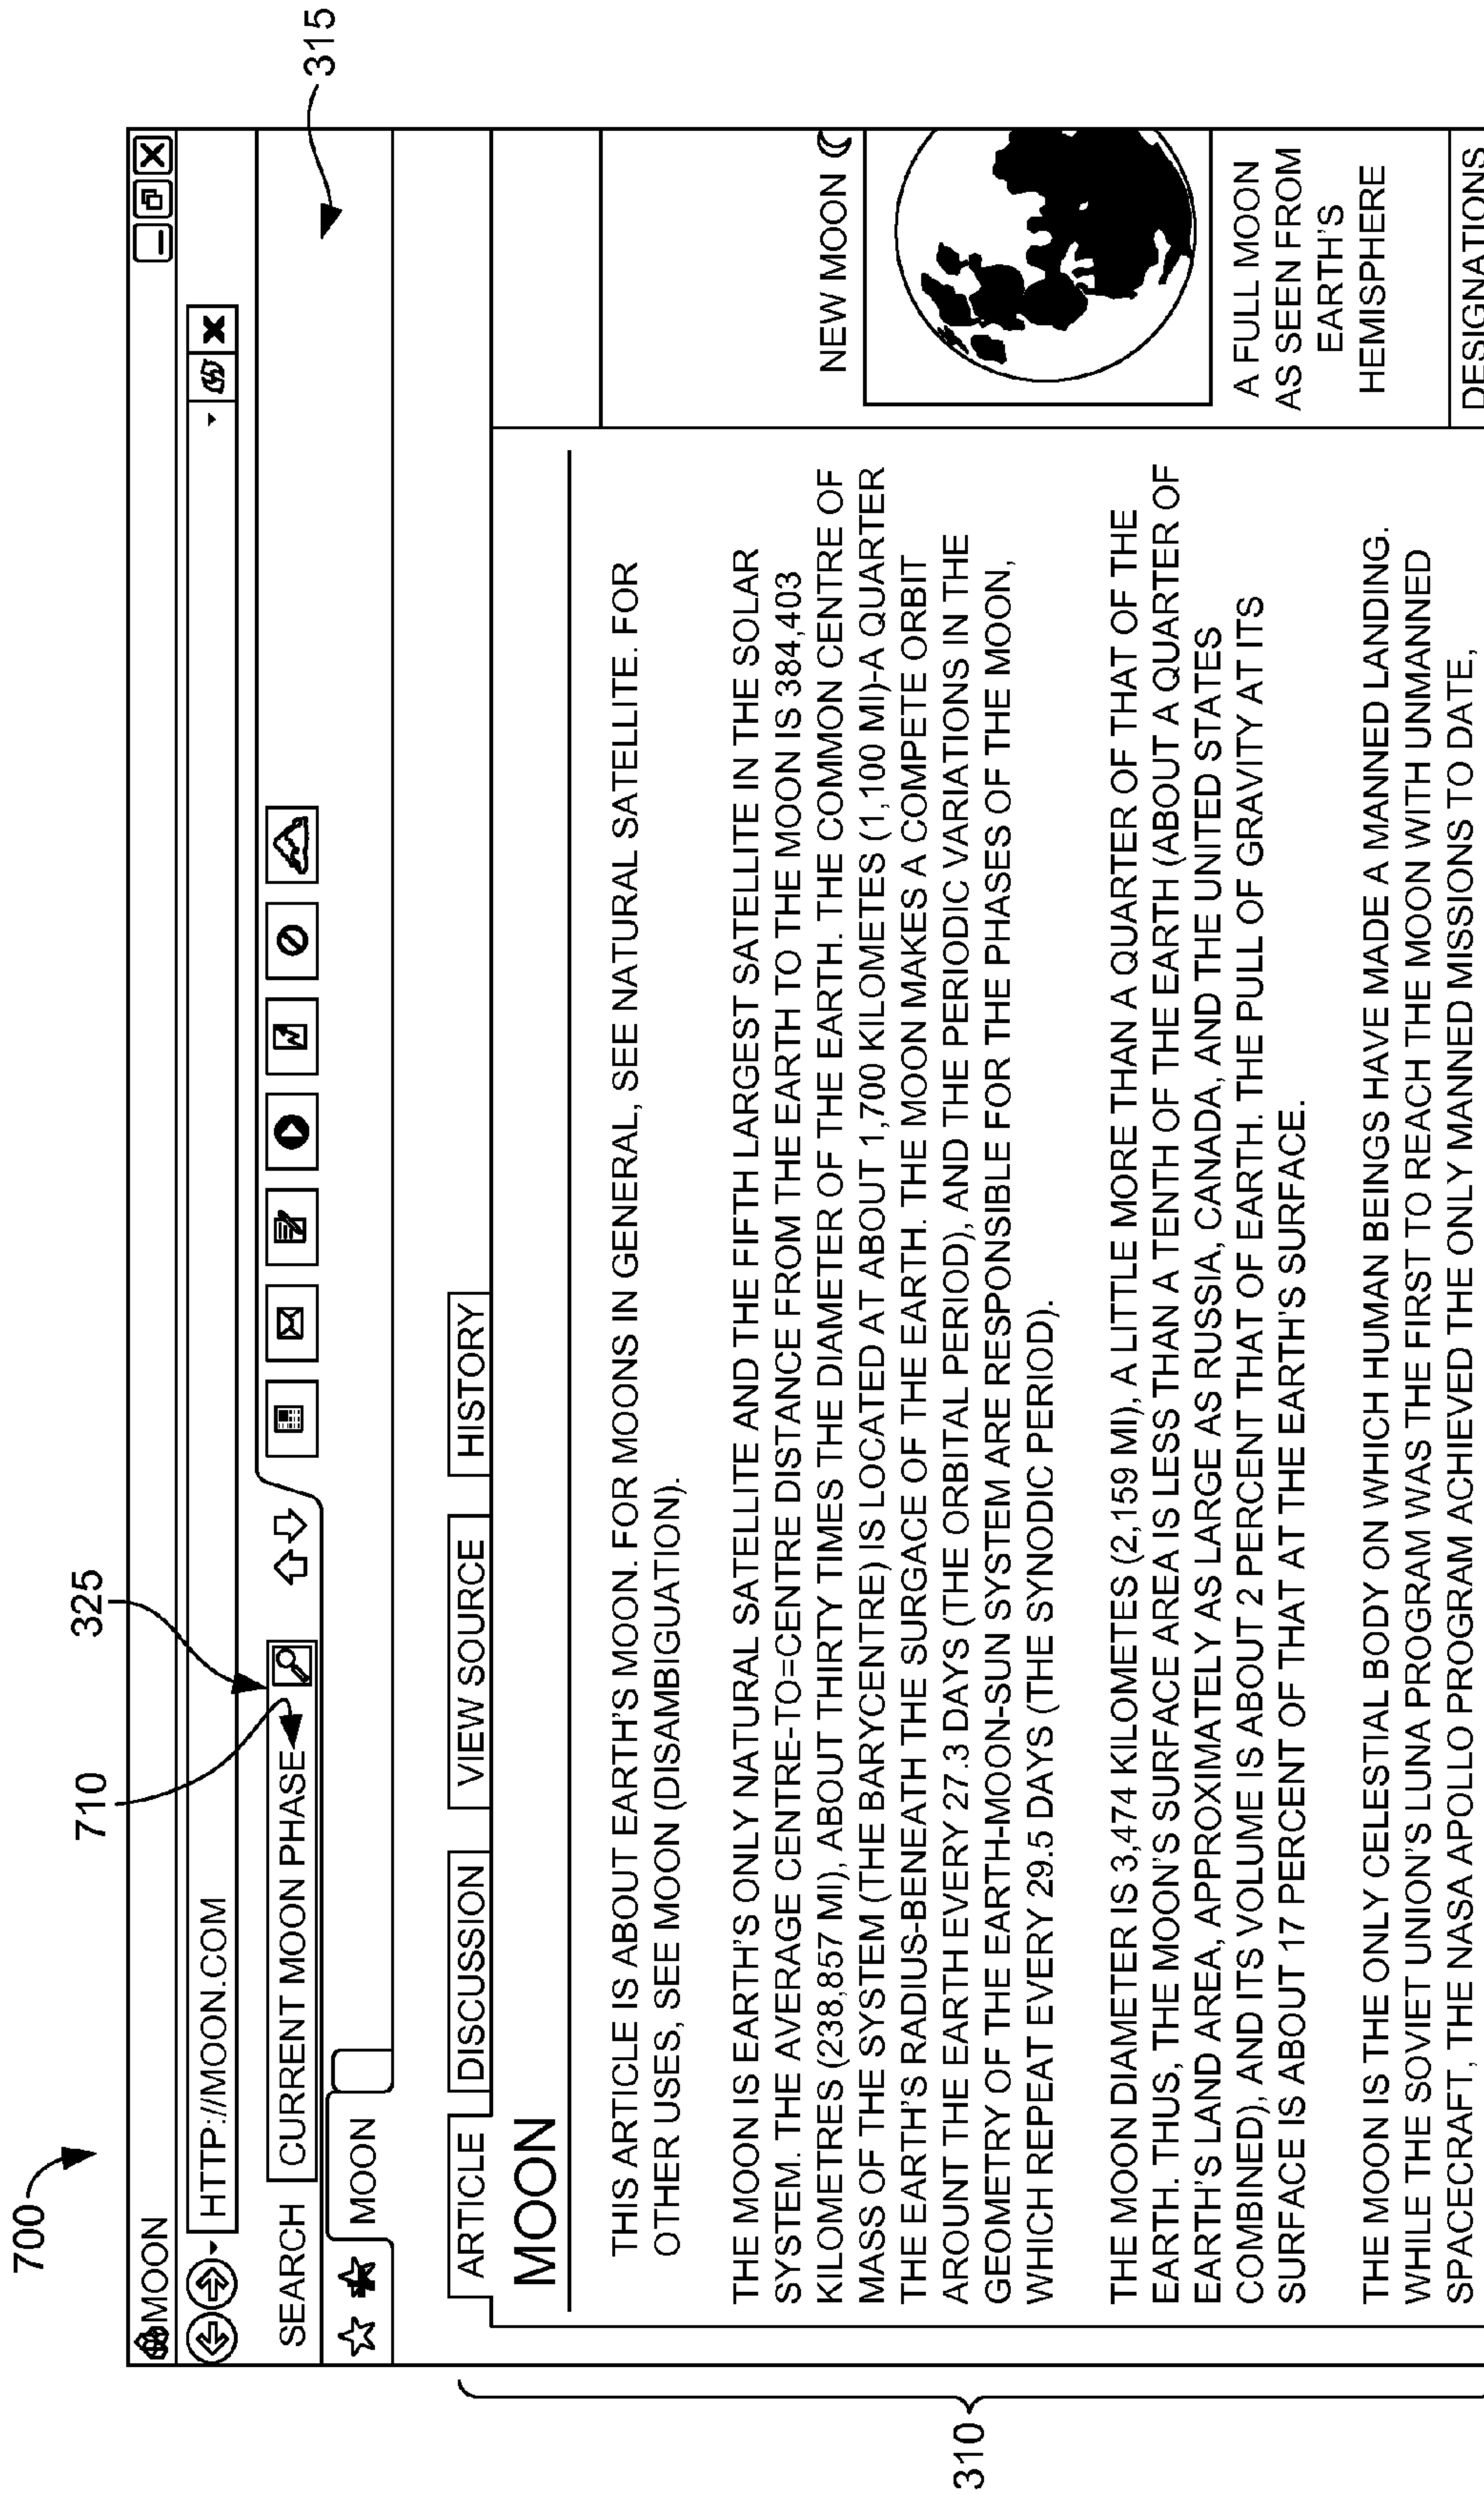 700
710
325
MOON
HTTP://MOON.COM
315
SEARCH
CURRENT MOON PHASE
MOON
ARTICLE
DISCUSSION
VIEW SOURCE
HISTORY
MOON
THIS ARTICLE IS ABOUT EARTH'S MOON. FOR MOONS IN GENERAL, SEE NATURAL SATELLITE. FOR
OTHER USES, SEE MOON (DISAMBIGUATION).
THE MOON IS EARTH'S ONLY NATURAL SATELLITE AND THE FIFTH LARGEST SATELLITE IN THE SOLAR
SYSTEM. THE AVERAGE CENTRE-TO=CENTRE DISTANCE FROM THE EARTH TO THE MOON IS 384,403
KILOMETRES (238,857 MI), ABOUT THIRTY TIMES THE DIAMETER OF THE EARTH. THE COMMON CENTRE OF
MASS OF THE SYSTEM (THE BARYCENTRE) IS LOCATED AT ABOUT 1,700 KILOMETES (1,100 MI)-A QUARTER
THE EARTH'S RADIUS-BENEATH THE SURGACE OF THE EARTH. THE MOON MAKES A COMPETE ORBIT
AROUND THE EARTH EVERY 27.3 DAYS (THE ORBITAL PERIOD), AND THE PERIODIC VARIATIONS IN THE
GEOMETRY OF THE EARTH-MOON-SUN SYSTEM ARE RESPONSIBLE FOR THE PHASES OF THE MOON,
WHICH REPEAT EVERY 29.5 DAYS (THE SYNODIC PERIOD).
THE MOON DIAMETER IS 3,474 KILOMETES (2,159 MI), A LITTLE MORE THAN A QUARTER OF THAT OF THE
EARTH. THUS, THE MOON'S SURFACE AREA IS LESS THAN A TENTH OF THE EARTH (ABOUT A QUARTER OF
EARTH'S LAND AREA, APPROXIMATELY AS LARGE AS RUSSIA, CANADA, AND THE UNITED STATES
COMBINED), AND ITS VOLUME IS ABOUT 2 PERCENT THAT OF EARTH. THE PULL OF GRAVITY AT ITS
SURFACE IS ABOUT 17 PERCENT OF THAT AT THE EARTH'S SURFACE.
THE MOON IS THE ONLY CELESTIAL BODY ON WHICH HUMAN BEINGS HAVE MADE A MANNED LANDING.
WHILE THE SOVIET UNION'S LUNA PROGRAM WAS THE FIRST TO REACH THE MOON WITH UNMANNED
SPACECRAFT, THE NASA APOLLO PROGRAM ACHIEVED THE ONLY MANNED MISSIONS TO DATE,
NEW MOON
A FULL MOON
AS SEEN FROM
EARTH'S
HEMISPHERE
DESIGNATIONS
310